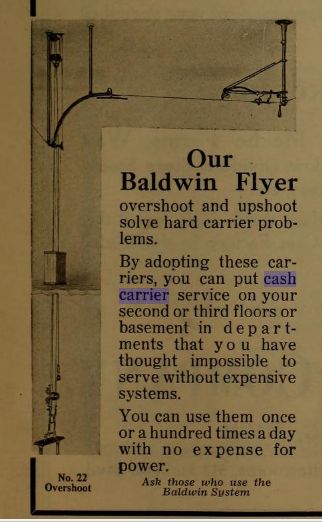 Our
Baldwin Flyer
overshoot and upshoot
solve hard carrier prob-
lems.
By adopting these car-
riers, you can put cash
carrier service on your
second or third floors or
basement in depart-
ments that you have
thought impossible to
serve without expensive
systems.
You can use them once
or a hundred times a day
with no expense for
power.
Ask those who use the
Baldwin System
No. 22
Overshoot